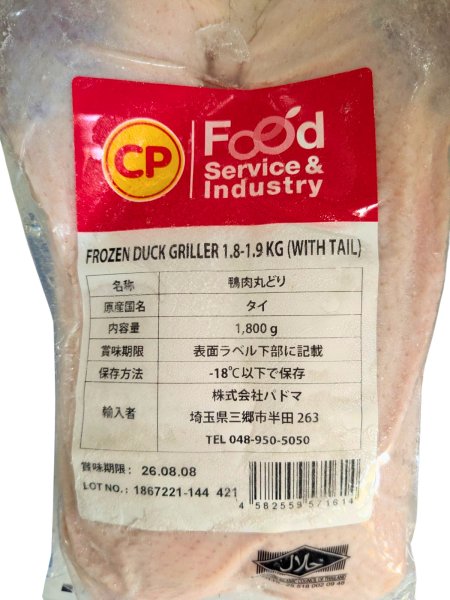 CP
Food
Service &
Industry
FROZEN DUCK GRILLER 1.8-1.9 KG (WITH TAIL)
名称 鴨肉丸どり
原産国名 タイ
内容量 1,800 g
賞味期限 表面ラベル下部に記載
保存方法 -18℃以下で保存
輸入者 株式会社パドマ
埼玉県三郷市半田 263
TEL 048-950-5050
賞味期限: 26.08.08
LOT NO.: 1867221-144 421
4 582559 571614
حلال
ISLAMIC COUNCIL OF THAILAND